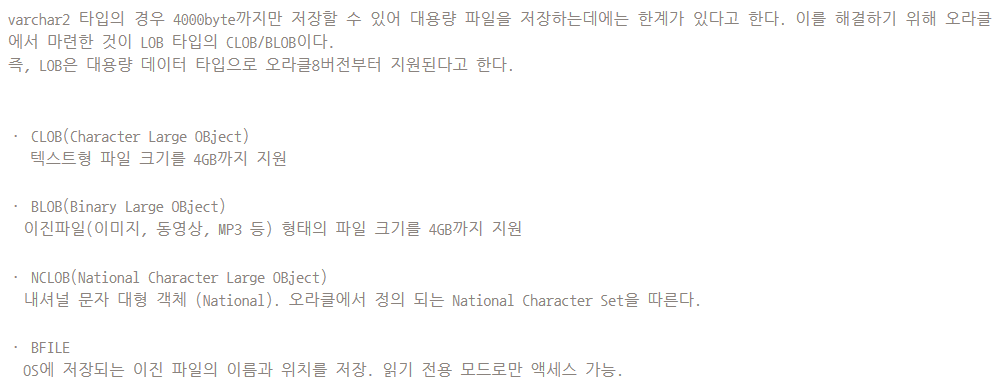 varchar2 타입의 경우 4000byte까지만 저장할 수 있어 대용량 파일을 저장하는데에는 한계가 있다고 한다. 이를 해결하기 위해 오라클
에서 마련한 것이 LOB 타입의 CLOB/BLOB이다.
즉, LOB은 대용량 데이터 타입으로 오라클8버전부터 지원된다고 한다.
· CLOB(Character Large OBject)
텍스트형 파일 크기를 4GB까지 지원
· BLOB(Binary Large OBject)
이진파일(이미지, 동영상, MP3 등) 형태의 파일 크기를 4GB까지 지원
· NCLOB(National Character Large OBject)
내셔널 문자 대형 객체 (National). 오라클에서 정의 되는 National Character Set을 따른다.
· BFILE
OS에 저장되는 이진 파일의 이름과 위치를 저장. 읽기 전용 모드로만 액세스 가능.